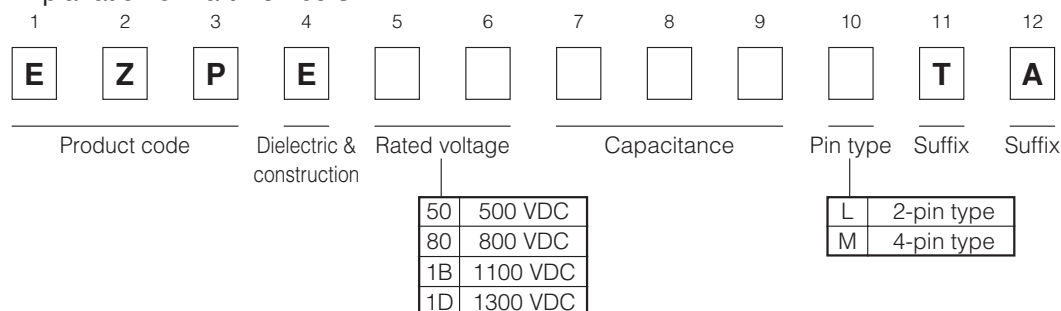 1 2 3 4 5 6 7 8 9 10 11 12
E Z P E T A
Product code Dielectric & construction Rated voltage Capacitance Pin type Suffix Suffix
50 500 VDC L 2-pin type
80 800 VDC M 4-pin type
1B 1100 VDC
1D 1300 VDC